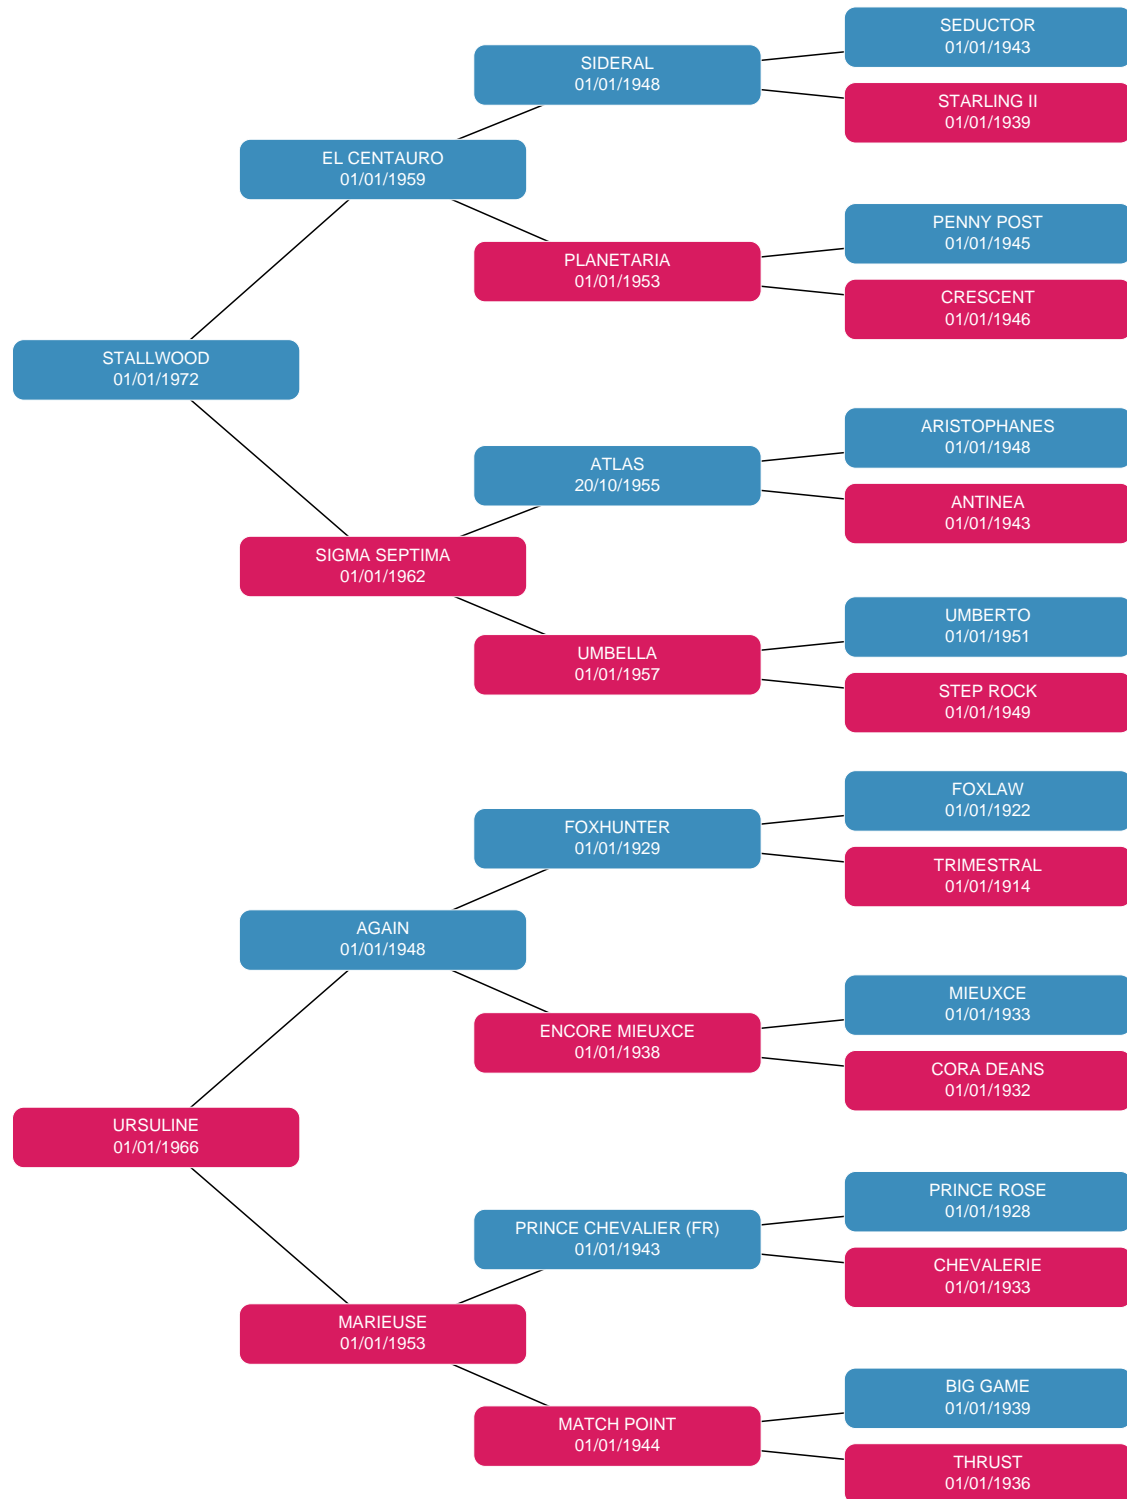 SEDUCTOR
01/01/1943
SIDERAL
01/01/1948
STARLING II
01/01/1939
EL CENTAURO
01/01/1959
PENNY POST
01/01/1945
PLANETARIA
01/01/1953
CRESCENT
01/01/1946
STALLWOOD
01/01/1972
ARISTOPHANES
01/01/1948
ATLAS
20/10/1955
ANTINEA
01/01/1943
SIGMA SEPTIMA
01/01/1962
UMBERTO
01/01/1951
UMBELLA
01/01/1957
STEP ROCK
01/01/1949
FOXLAW
01/01/1922
FOXHUNTER
01/01/1929
TRIMESTRAL
01/01/1914
AGAIN
01/01/1948
MIEUXCE
01/01/1933
ENCORE MIEUXCE
01/01/1938
CORA DEANS
01/01/1932
URSULINE
01/01/1966
PRINCE ROSE
01/01/1928
PRINCE CHEVALIER (FR)
01/01/1943
CHEVALERIE
01/01/1933
MARIEUSE
01/01/1953
BIG GAME
01/01/1939
MATCH POINT
01/01/1944
THRUST
01/01/1936